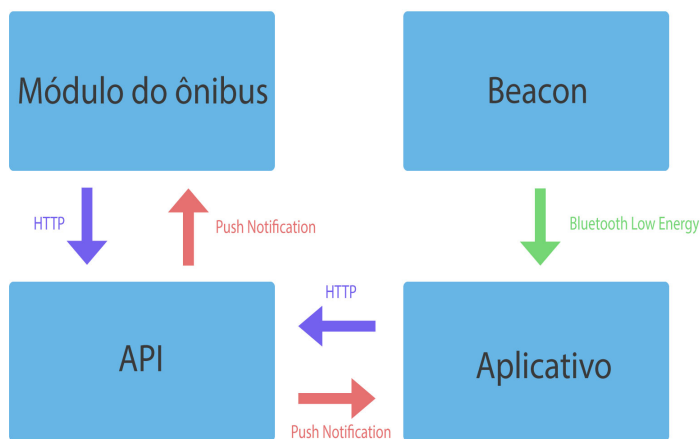 Módulo do ônibus
Beacon
HTTP
Push Notification
Bluetooth Low Energy
API
HTTP
Push Notification
Aplicativo